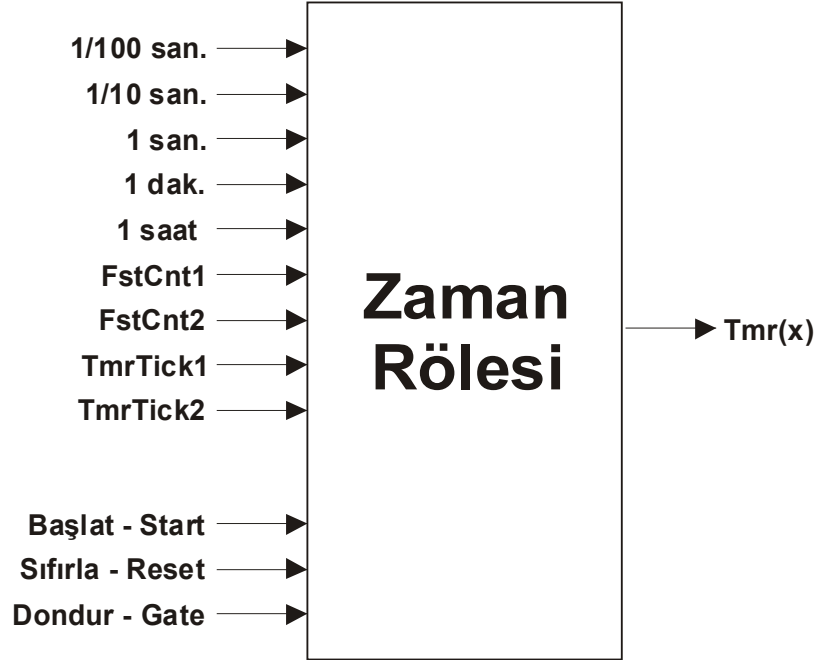 1/100 san.
1/10 san.
1 san.
1 dak.
1 saat
FstCnt1
FstCnt2
TmrTick1
TmrTick2
Başlat - Start
Sıfırla - Reset
Dondur - Gate
Zaman
Rölesi
Tmr(x)